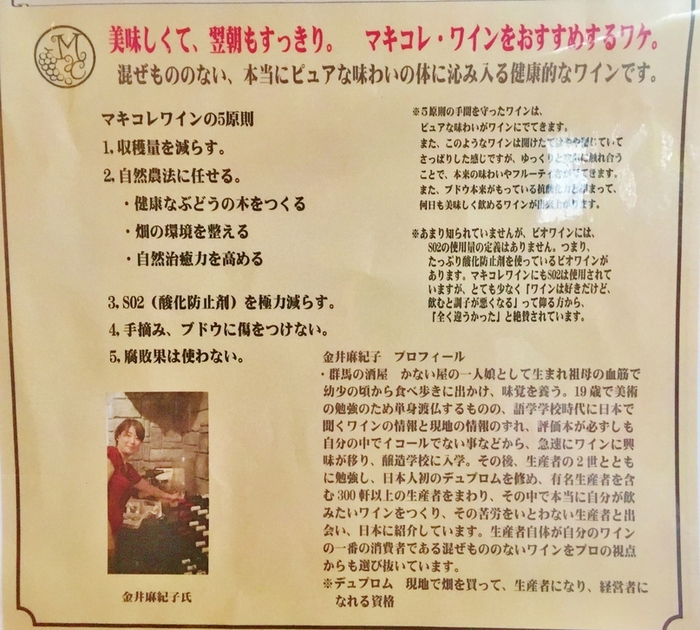 M
美味しくて、翌朝もすっきり。 マキコレ・ワインをおすすめするワケ。
混ぜもののない、本当にピュアな味わいの体に沁み入る健康的なワインです。
マキコレワインの5原則
1.収穫量を減らす。
2.自然農法に任せる。
・健康なぶどうの木をつくる
・畑の環境を整える
・自然治癒力を高める
3.SO2（酸化防止剤）を極力減らす。
4.手摘み、ブドウに傷をつけない。
5.腐敗果は使わない。
※5原則の手間を守ったワインは、
ピュアな味わいがワインにでてきます。
また、このようなワインは開けたて
さっぱりした感じですが、ゆっくりと 触れ合う
ことで、本来の味わいやフルーティ できます。
また、ブドウ本来がもっている抗酸化力 まって、
何日も美味しく飲めるワインが出来上がります。
※あまり知られていませんが、ビオワインには、
SO2の使用量の定義はありません。つまり、
たっぷり酸化防止剤を使っているビオワインが
あります。マキコレワインにもSO2は使用されて
いますが、とても少なく「ワインは好きだけど、
飲むと調子が悪くなる」って仰る方から、
「全く違うかった」と絶賛されています。
金井麻紀子 プロフィール
・群馬の酒屋 かない屋の一人娘として生まれ祖母の血筋で
幼少の頃から食べ歩きに出かけ、味覚を養う。19歳で美術
の勉強のため単身渡仏するものの、語学学校時代に日本で
聞くワインの情報と現地の情報のずれ、評価本が必ずしも
自分の中でイコールでない事などから、急速にワインに興
味が移り、醸造学校に入学。その後、生産者の2世ととも
に勉強し、日本人初のデュプロムを修め、有名生産者を含
む300軒以上の生産者をまわり、その中で本当に自分が飲
みたいワインをつくり、その苦労をいとわない生産者と出
会い、日本に紹介しています。生産者自体が自分のワイン
の一番の消費者である混ぜもののないワインをプロの視点
からも選び抜いています。
※デュプロム 現地で畑を買って、生産者になり、経営者に
なれる資格
金井麻紀子氏